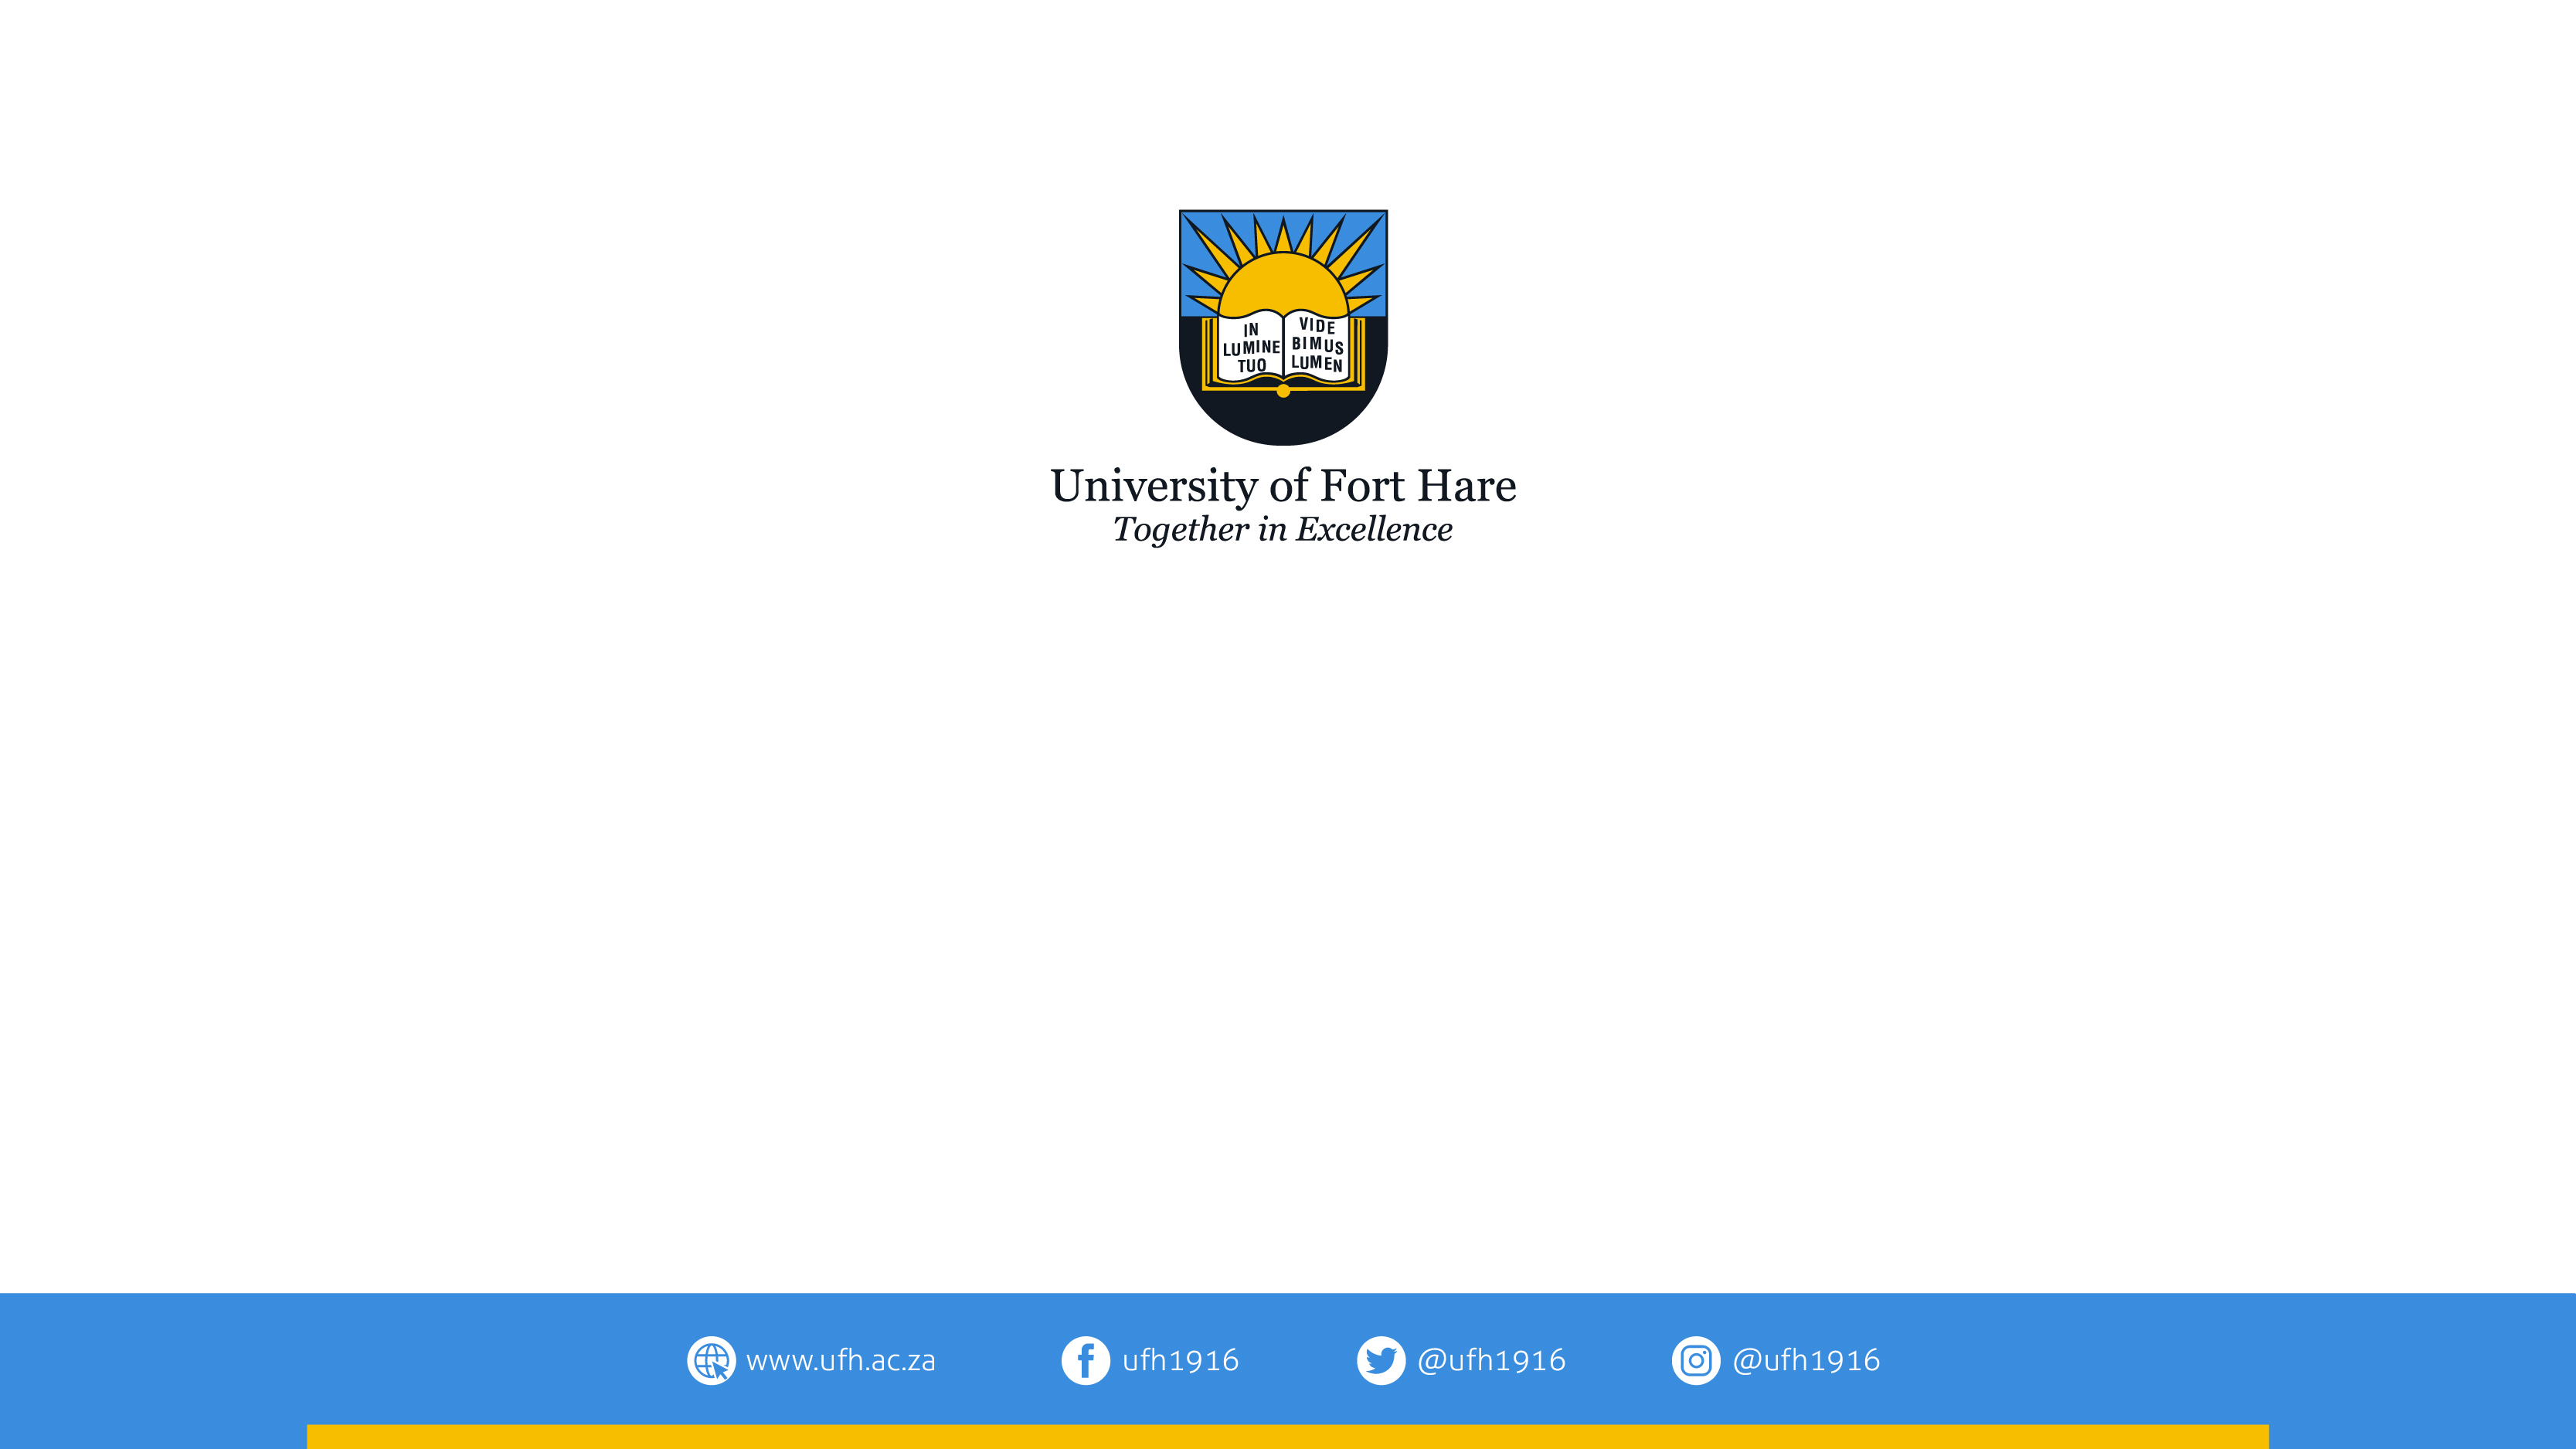 IN
LUMINE
TUO
VIDE
BIMUS
LUMEN
University of Fort Hare
Together in Excellence
www.ufh.ac.za
ufh1916
@ufh1916
@ufh1916